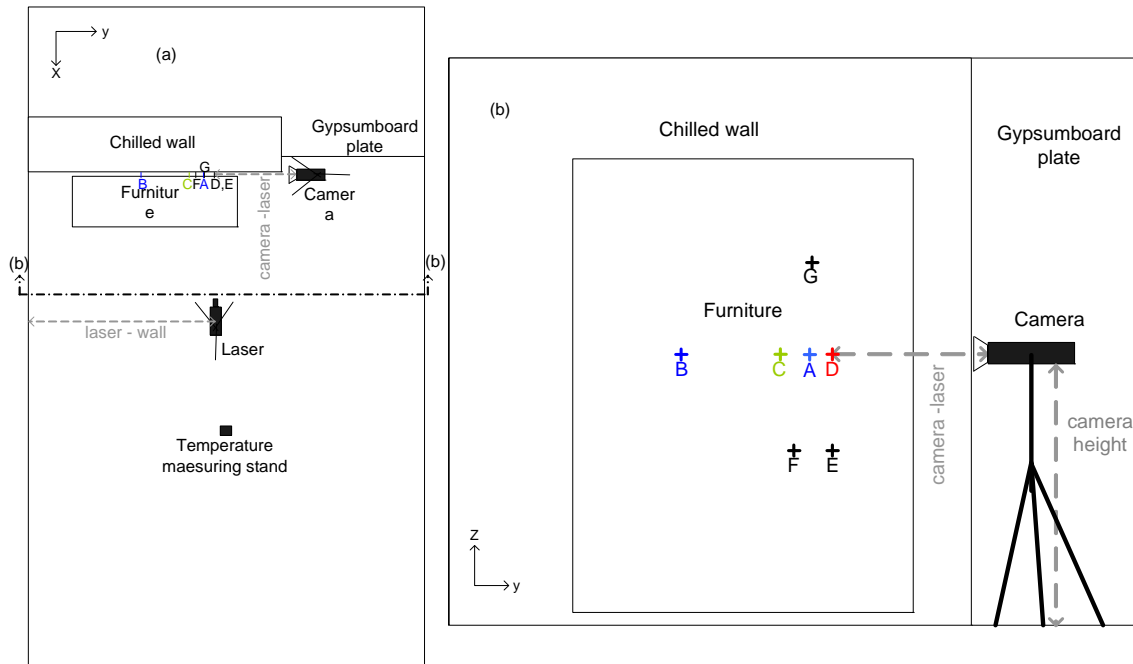 y
X
(a)
Chilled wall
Gypsumboard
plate
G
B
C
F
A
D,E
Furnitur
e
Camer
a
camera -laser
(b)
(b)
laser - wall
Laser
Temperature
maesuring stand
(b)
Chilled wall
Gypsumboard
plate
G
Furniture
Camera
B
C
A
D
camera -laser
camera
height
F
E
Z
y